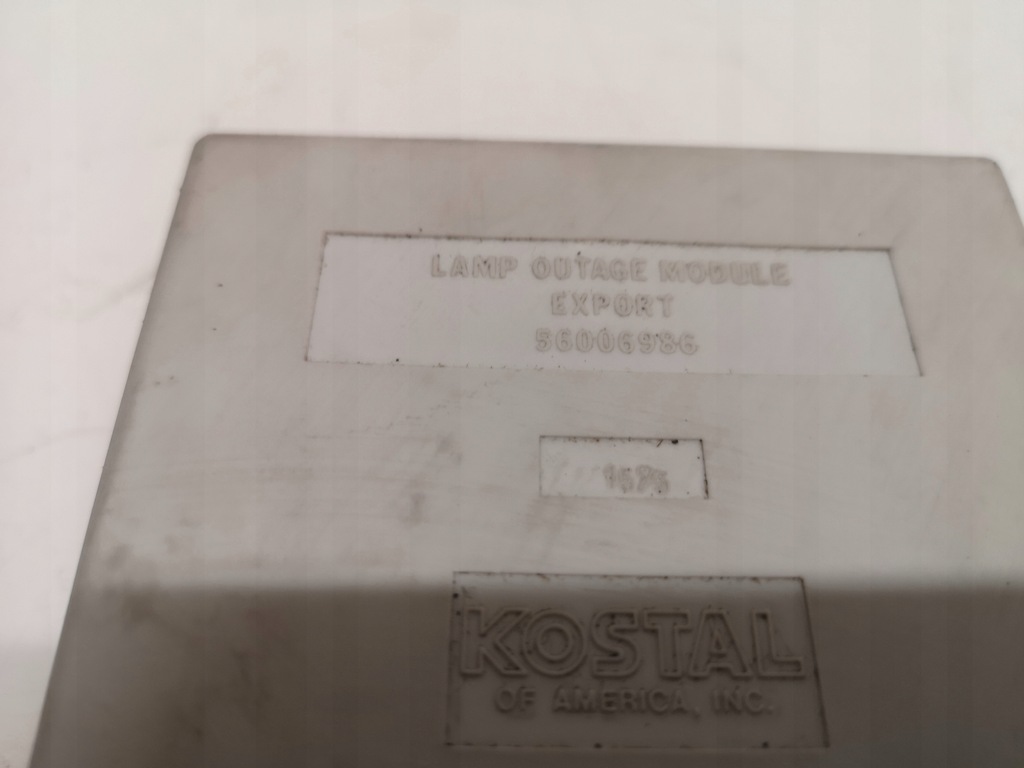 LAMP OUTAGE MODULE
EXPORT
56006986
KOSTAL
OF AMERICA, INC.